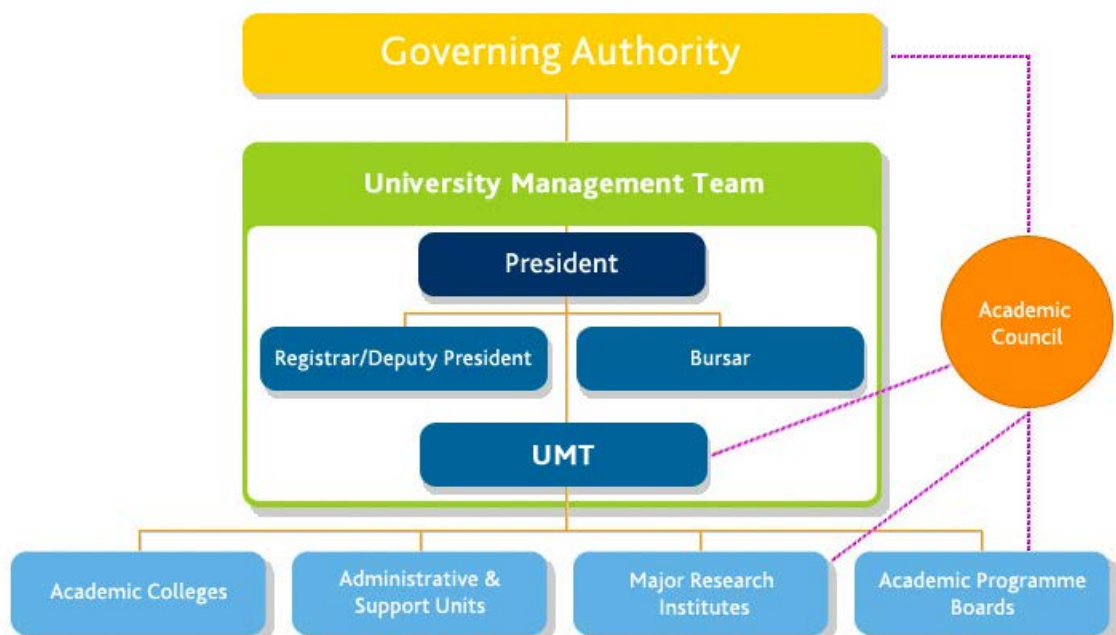 Governing Authority
University Management Team
President
Academic
Council
Registrar/Deputy President
Bursar
UMT
Academic Colleges
Administrative &
Support Units
Major Research
Institutes
Academic Programme
Boards